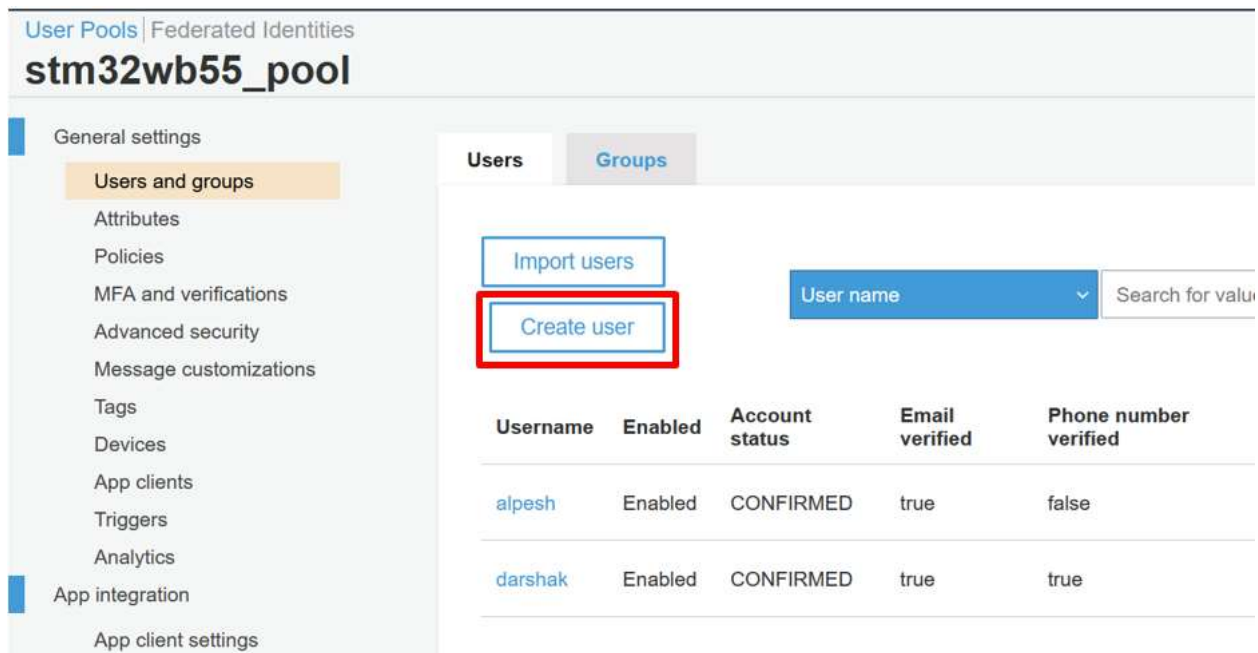 User Pools Federated Identities
stm32wb55_pool
General settings
Users and groups
Attributes
Policies
MFA and verifications
Advanced security
Message customizations
Tags
Devices
App clients
Triggers
Analytics
App integration
App client settings
Users Groups
Import users
Create user
User name Search for value
Username Enabled Account status Email verified Phone number verified
alpesh Enabled CONFIRMED true false
darshak Enabled CONFIRMED true true